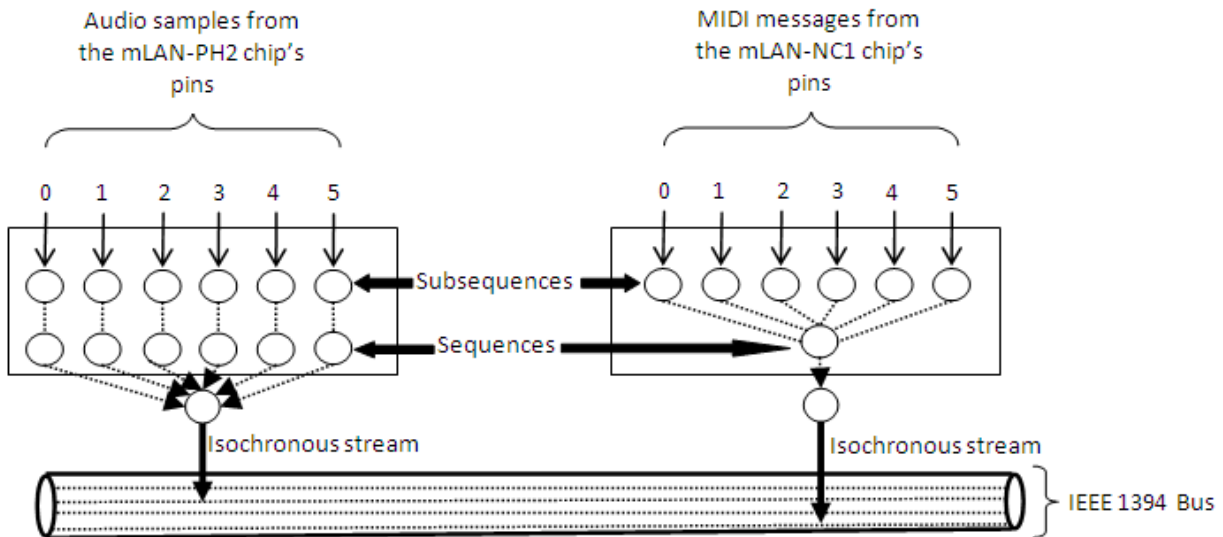 Audio samples from
the mLAN-PH2 chip's
pins
MIDI messages from
the mLAN-NC1 chip's
pins
0 1 2 3 4 5
0 1 2 3 4 5
Subsequences
Sequences
Isochronous stream
Isochronous stream
IEEE 1394 Bus